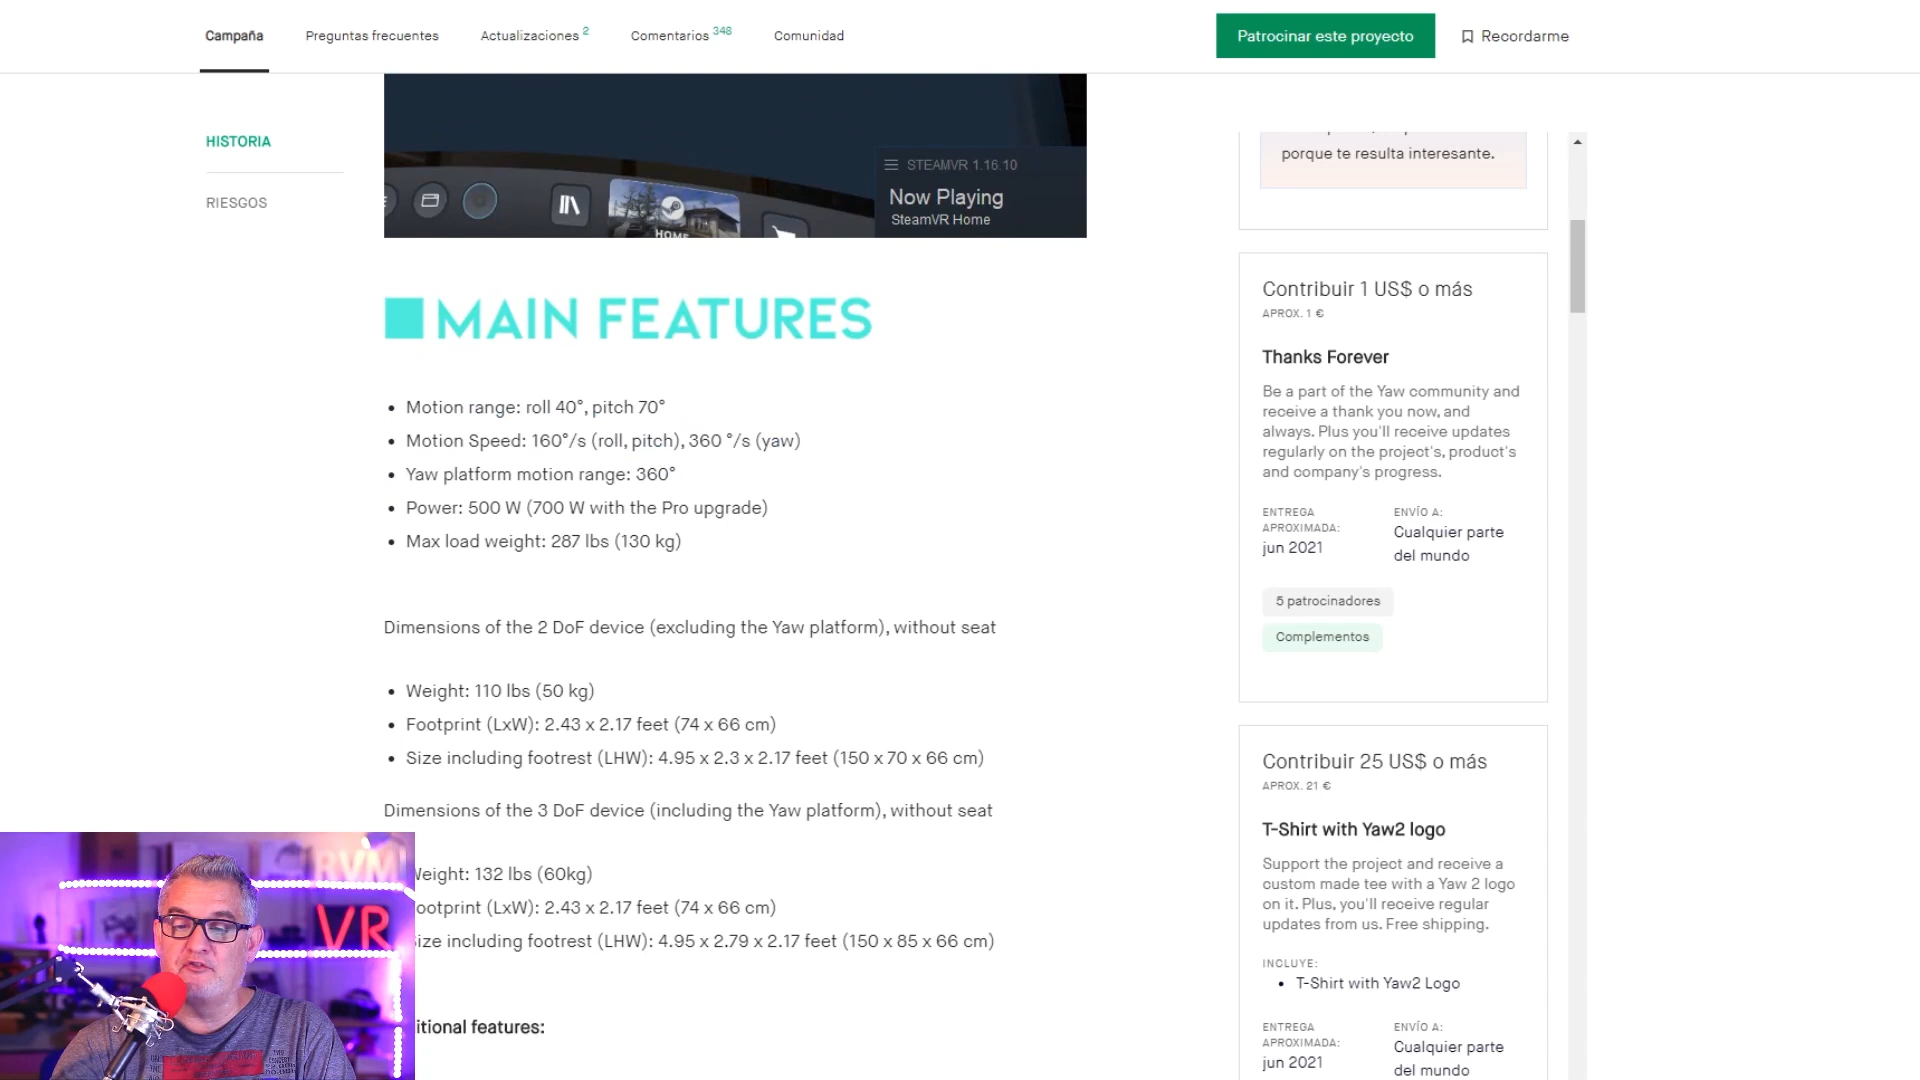 Campaña
Preguntas frecuentes
Actualizaciones 2
Comentarios 348
Comunidad
Patrocinar este proyecto
Recordarme
HISTORIA
RIESGOS
STEAMVR 1.16.10
Now Playing
SteamVR Home
HOME
MAIN FEATURES
• Motion range: roll 40°, pitch 70°
• Motion Speed: 160°/s (roll, pitch), 360 °/s (yaw)
• Yaw platform motion range: 360°
• Power: 500 W (700 W with the Pro upgrade)
• Max load weight: 287 lbs (130 kg)
Dimensions of the 2 DoF device (excluding the Yaw platform), without seat
• Weight: 110 lbs (50 kg)
• Footprint (LxW): 2.43 x 2.17 feet (74 x 66 cm)
• Size including footrest (LHW): 4.95 x 2.3 x 2.17 feet (150 x 70 x 66 cm)
Dimensions of the 3 DoF device (including the Yaw platform), without seat
Weight: 132 lbs (60kg)
ootprint (LxW): 2.43 x 2.17 feet (74 x 66 cm)
ize including footrest (LHW): 4.95 x 2.79 x 2.17 feet (150 x 85 x 66 cm)
itional features:
RVM
VR
porque te resulta interesante.
Contribuir 1 US$ o más
APROX. 1 €
Thanks Forever
Be a part of the Yaw community and
receive a thank you now, and
always. Plus you'll receive updates
regularly on the project's, product's
and company's progress.
ENTREGA
APROXIMADA:
jun 2021
ENVÍO A:
Cualquier parte
del mundo
5 patrocinadores
Complementos
Contribuir 25 US$ o más
APROX. 21 €
T-Shirt with Yaw2 logo
Support the project and receive a
custom made tee with a Yaw 2 logo
on it. Plus, you'll receive regular
updates from us. Free shipping.
INCLUYE:
• T-Shirt with Yaw2 Logo
ENTREGA
APROXIMADA:
jun 2021
ENVÍO A:
Cualquier parte
del mundo